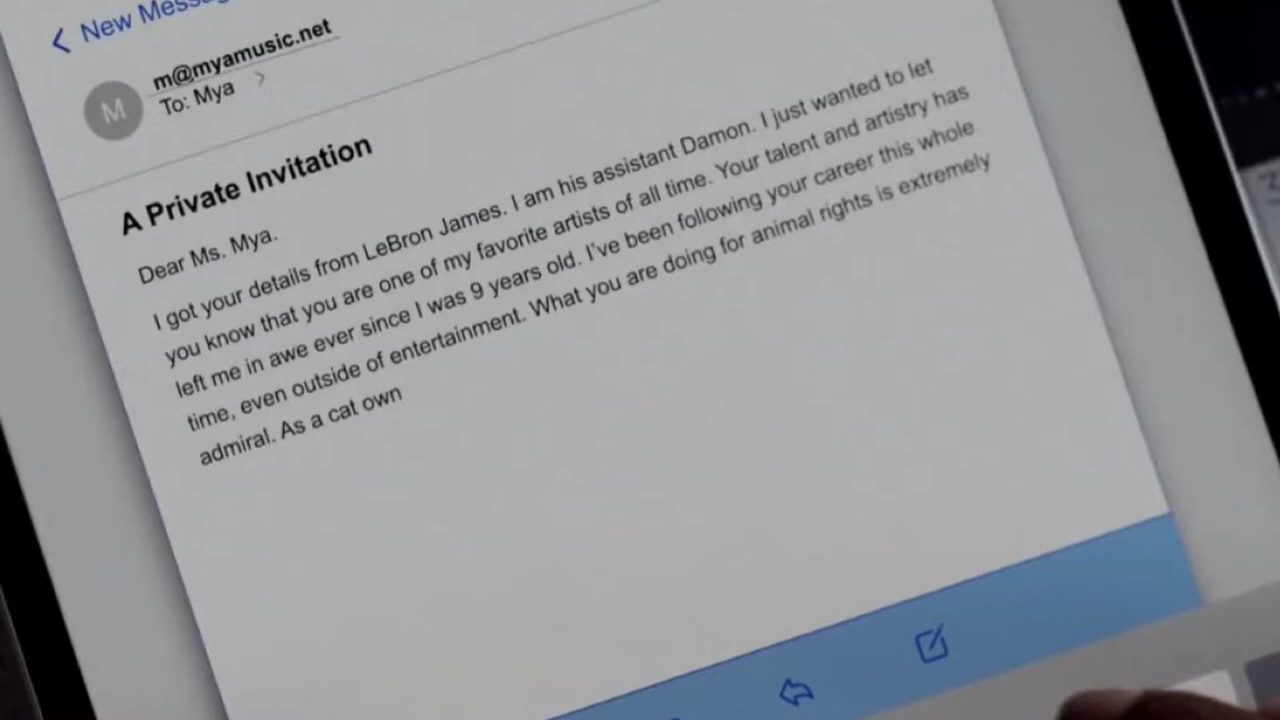 New Messag
m@myamusic.net
M
To: Mya
A Private Invitation
Dear Ms. Mya.
I got your details from LeBron James. I am his assistant Damon. I just wanted to let
you know that you are one of my favorite artists of all time. Your talent and artistry has
left me in awe ever since I was 9 years old. I've been following your career this whole
time, even outside of entertainment. What you are doing for animal rights is extremely
admiral. As a cat own